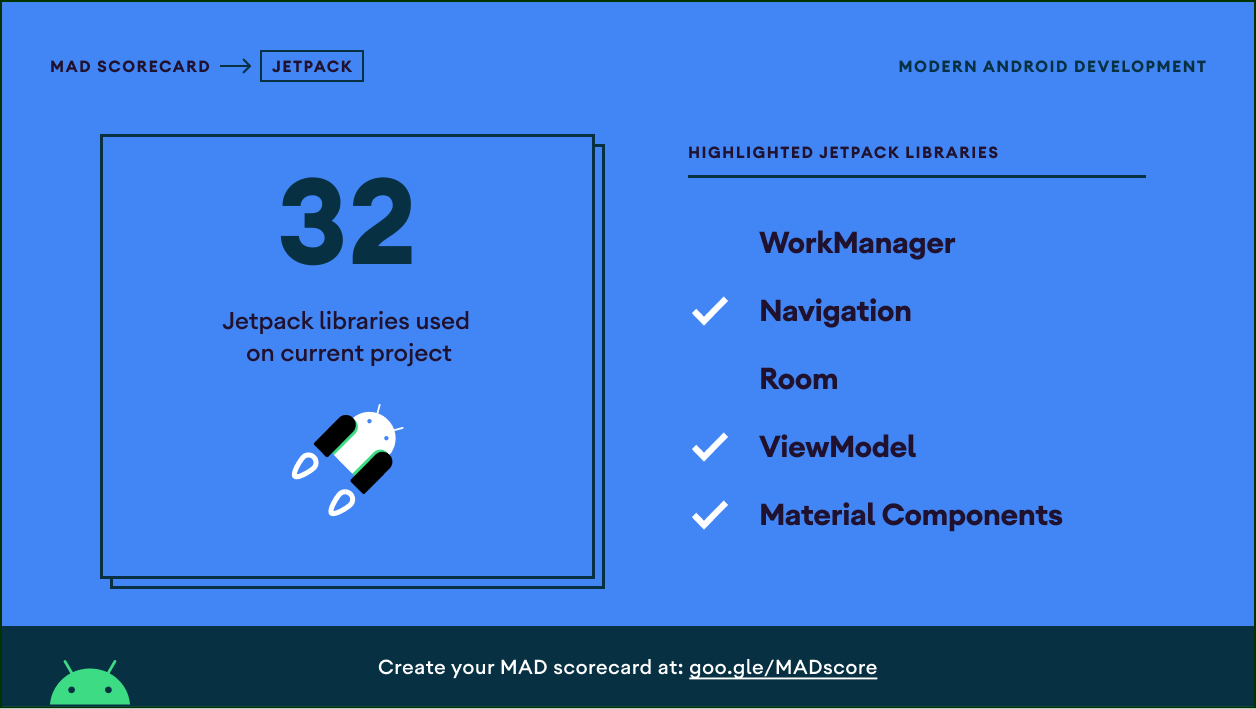 MAD SCORECARD → JETPACK
MODERN ANDROID DEVELOPMENT
32
Jetpack libraries used
on current project
HIGHLIGHTED JETPACK LIBRARIES
WorkManager
Navigation
Room
ViewModel
Material Components
Create your MAD scorecard at: goo.gle/MADscore